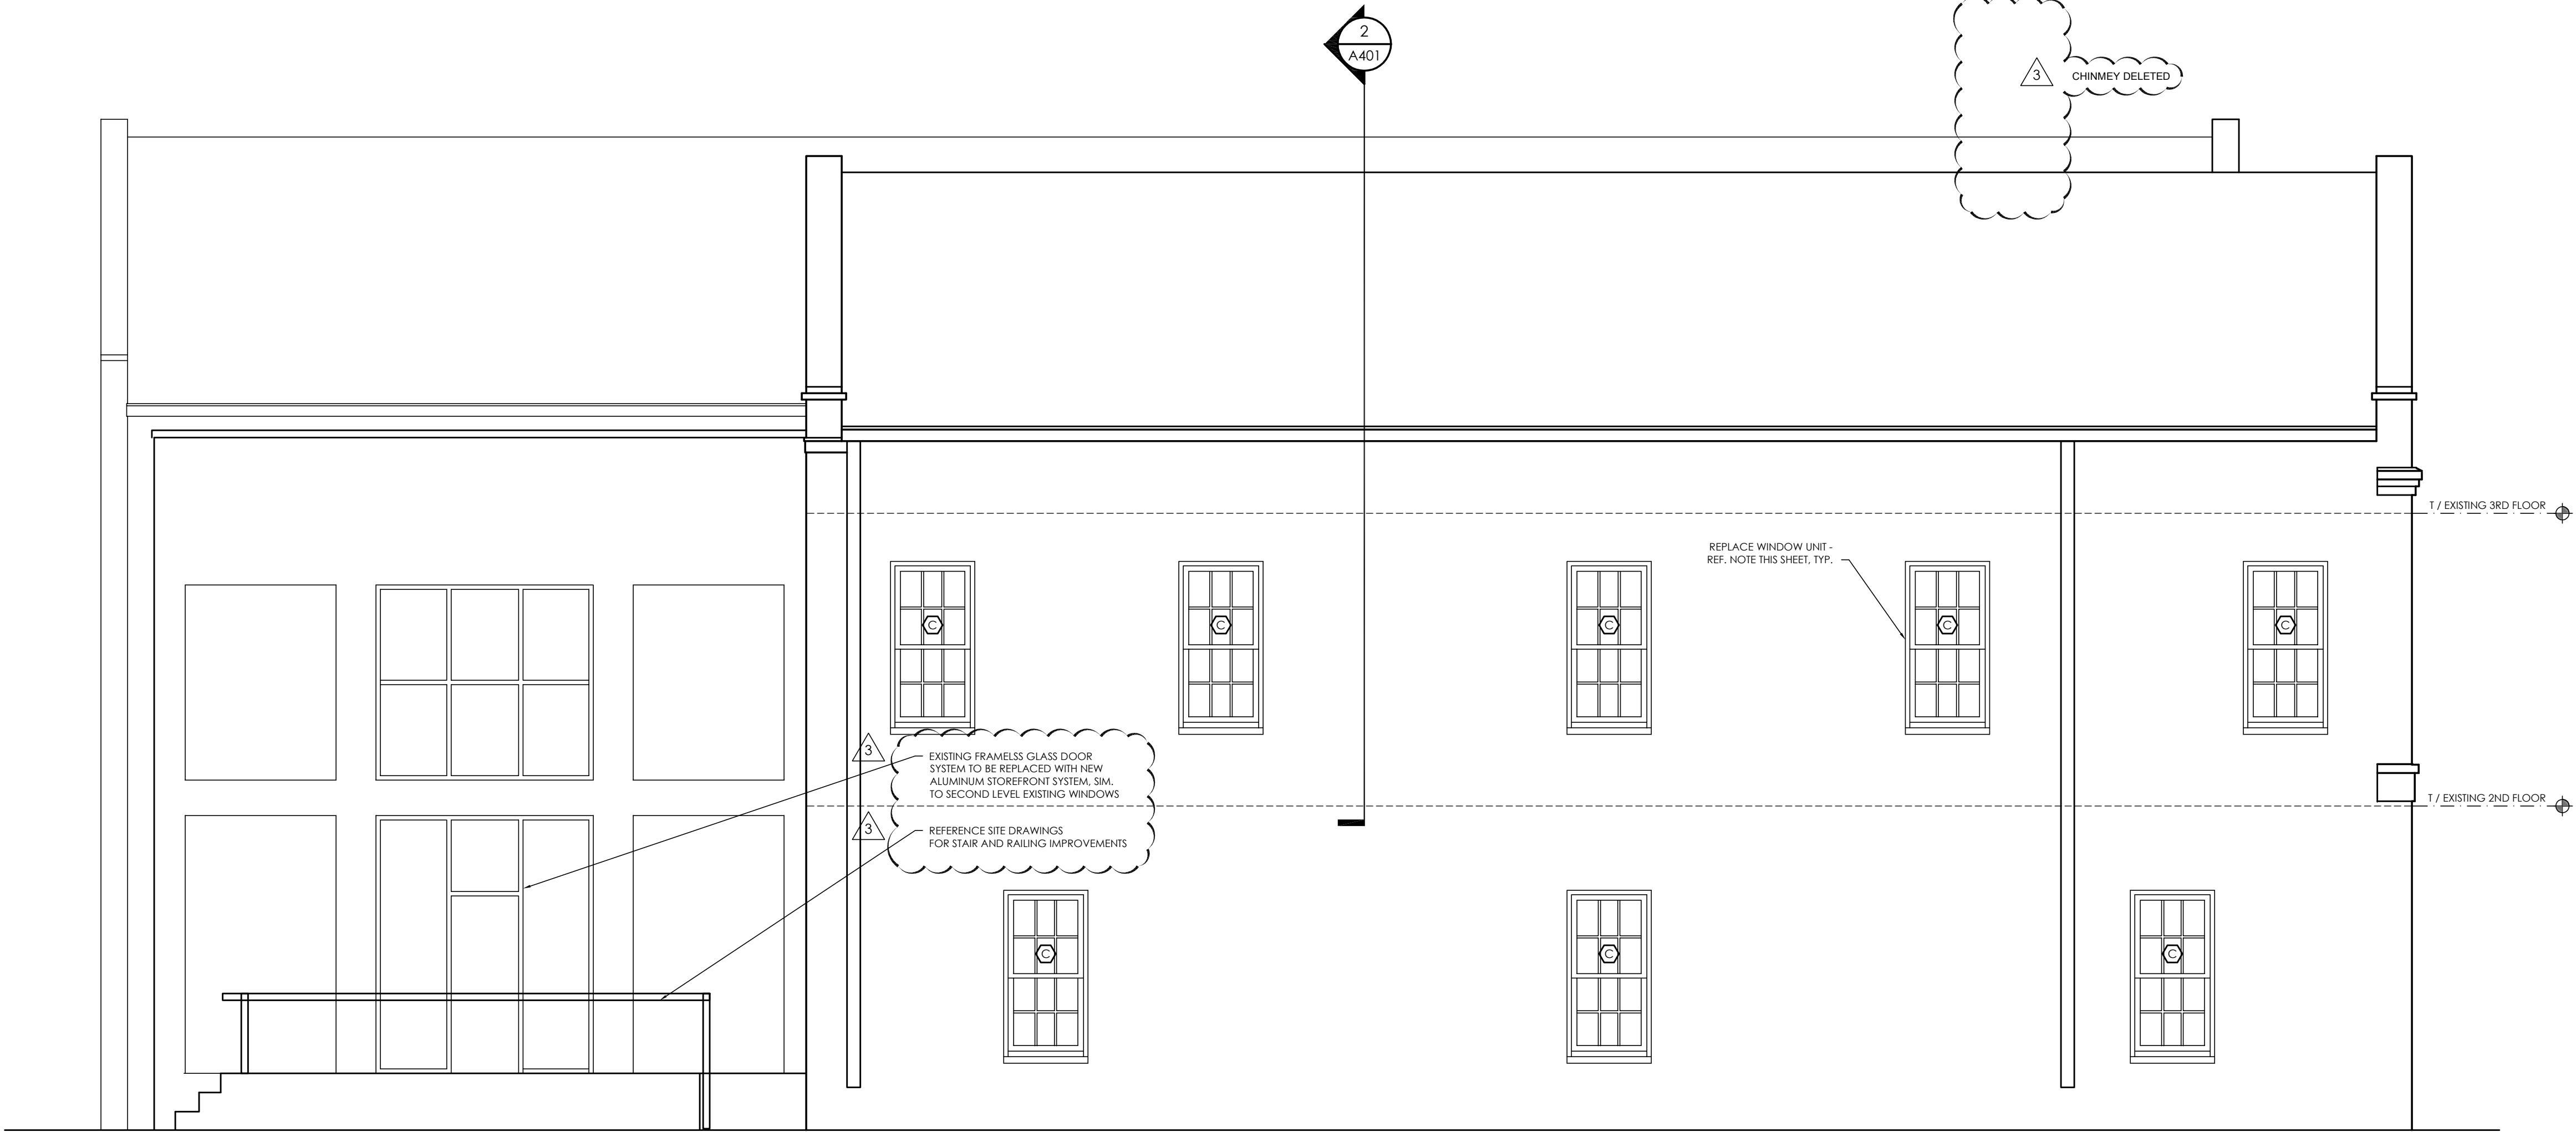 2
A401
3
CHINMEY DELETED
T / EXISTING 3RD FLOOR
REPLACE WINDOW UNIT -
REF. NOTE THIS SHEET, TYP.
C
C
C
C
C
3
EXISTING FRAMELSS GLASS DOOR
SYSTEM TO BE REPLACED WITH NEW
ALUMINUM STOREFRONT SYSTEM, SIM.
TO SECOND LEVEL EXISTING WINDOWS
T / EXISTING 2ND FLOOR
3
REFERENCE SITE DRAWINGS
FOR STAIR AND RAILING IMPROVEMENTS
C
C
C